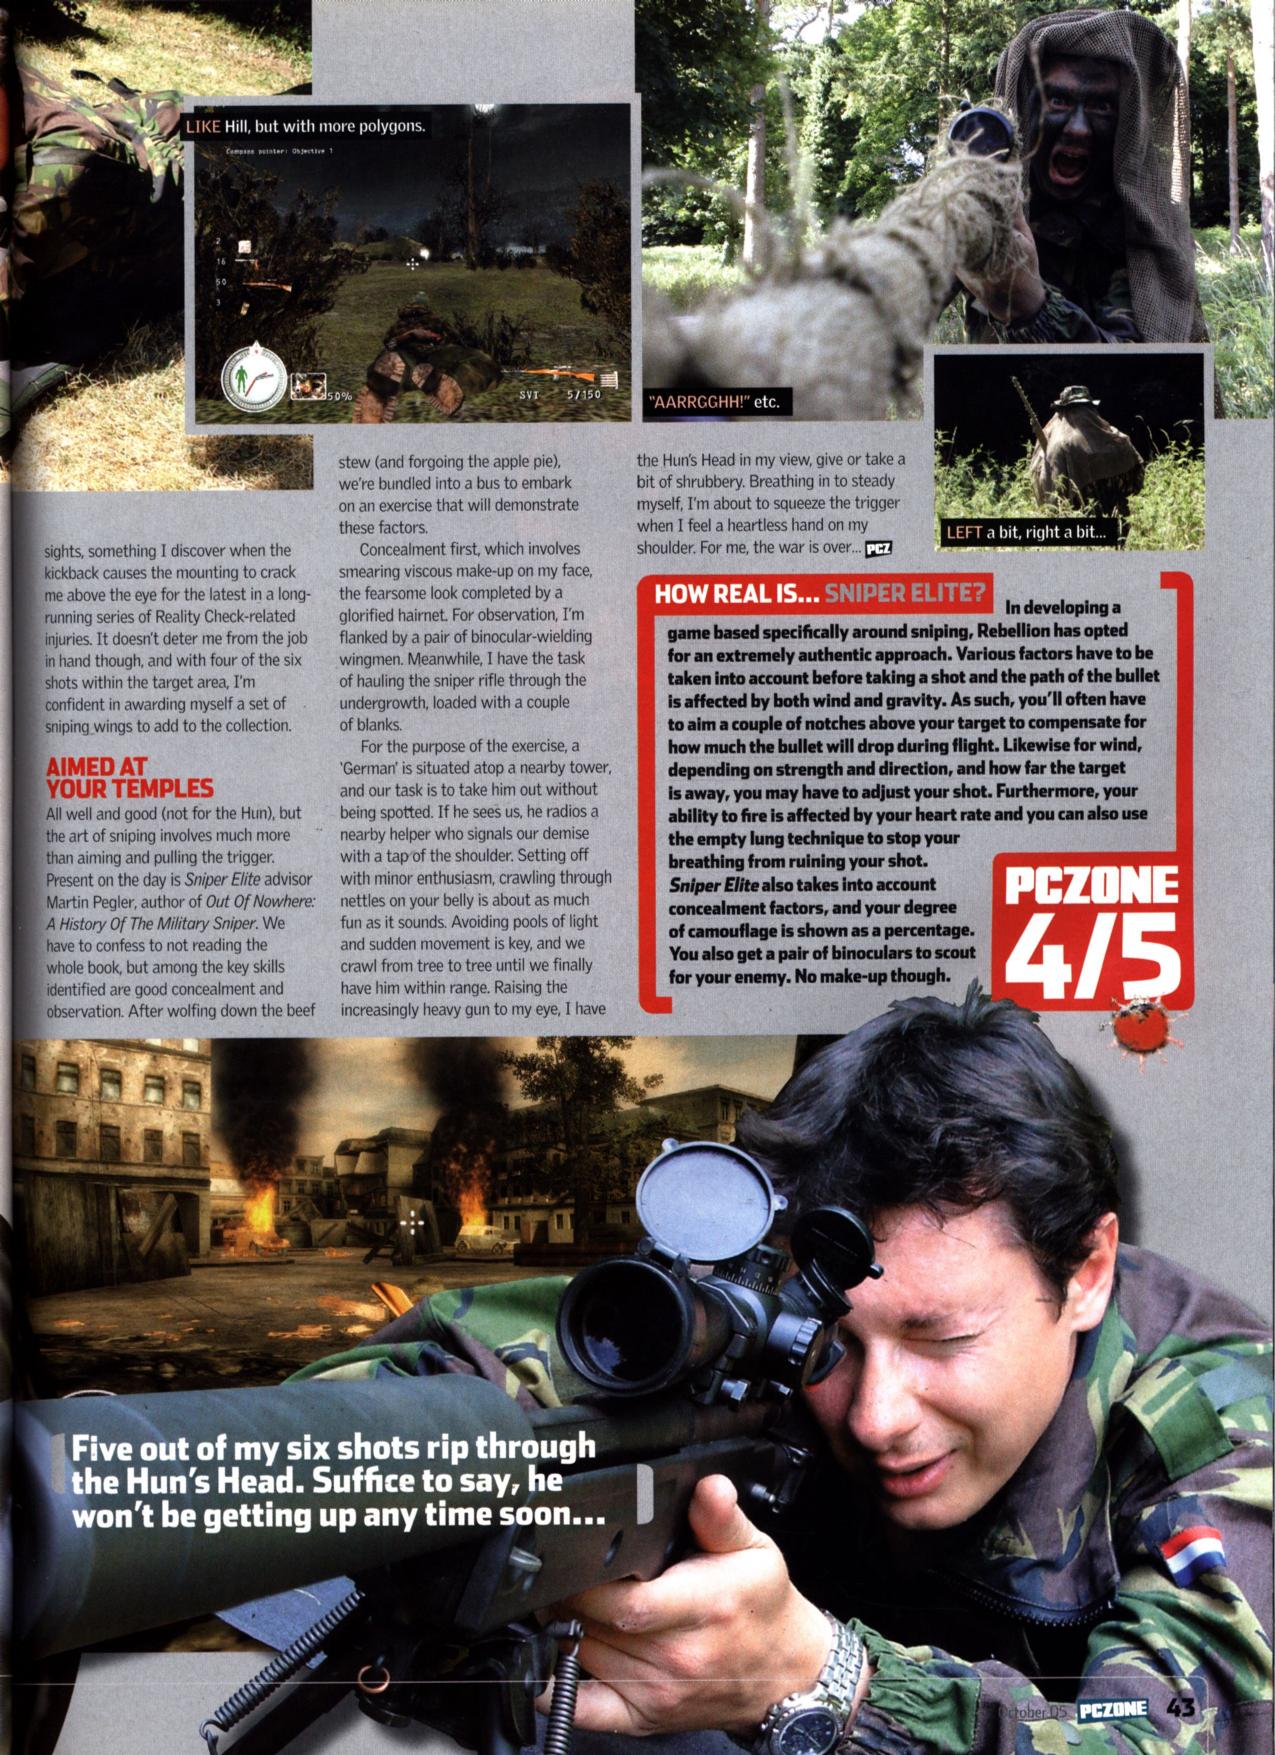 LIKE Hill, but with more polygons.
Compass pointer: Objective 1
2
16
50
3
50%
SVT 5/150
"AARRGGHH!" etc.
LEFT a bit, right a bit...
sights, something I discover when the
kickback causes the mounting to crack
me above the eye for the latest in a long-
running series of Reality Check-related
injuries. It doesn't deter me from the job
in hand though, and with four of the six
shots within the target area, I'm
confident in awarding myself a set of
sniping wings to add to the collection.
AIMED AT
YOUR TEMPLES
All well and good (not for the Hun), but
the art of sniping involves much more
than aiming and pulling the trigger.
Present on the day is Sniper Elite advisor
Martin Pegler, author of Out Of Nowhere:
A History Of The Military Sniper. We
have to confess to not reading the
whole book, but among the key skills
identified are good concealment and
observation. After wolfing down the beef
stew (and forgoing the apple pie),
we're bundled into a bus to embark
on an exercise that will demonstrate
these factors.
Concealment first, which involves
smearing viscous make-up on my face,
the fearsome look completed by a
glorified hairnet. For observation, I'm
flanked by a pair of binocular-wielding
wingmen. Meanwhile, I have the task
of hauling the sniper rifle through the
undergrowth, loaded with a couple
of blanks.
For the purpose of the exercise, a
'German' is situated atop a nearby tower,
and our task is to take him out without
being spotted. If he sees us, he radios a
nearby helper who signals our demise
with a tap of the shoulder. Setting off
with minor enthusiasm, crawling through
nettles on your belly is about as much
fun as it sounds. Avoiding pools of light
and sudden movement is key, and we
crawl from tree to tree until we finally
have him within range. Raising the
increasingly heavy gun to my eye, I have
the Hun's Head in my view, give or take a
bit of shrubbery. Breathing in to steady
myself, I'm about to squeeze the trigger
when I feel a heartless hand on my
shoulder. For me, the war is over... PCZ
HOW REAL IS... SNIPER ELITE?
In developing a
game based specifically around sniping, Rebellion has opted
for an extremely authentic approach. Various factors have to be
taken into account before taking a shot and the path of the bullet
is affected by both wind and gravity. As such, you'll often have
to aim a couple of notches above your target to compensate for
how much the bullet will drop during flight. Likewise for wind,
depending on strength and direction, and how far the target
is away, you may have to adjust your shot. Furthermore, your
ability to fire is affected by your heart rate and you can also use
the empty lung technique to stop your
breathing from ruining your shot.
Sniper Elite also takes into account
concealment factors, and your degree
of camouflage is shown as a percentage.
You also get a pair of binoculars to scout
for your enemy. No make-up though.
PCZONE
4/5
Five out of my six shots rip through
the Hun's Head. Suffice to say, he
won't be getting up any time soon...
October 05 PCZONE 43